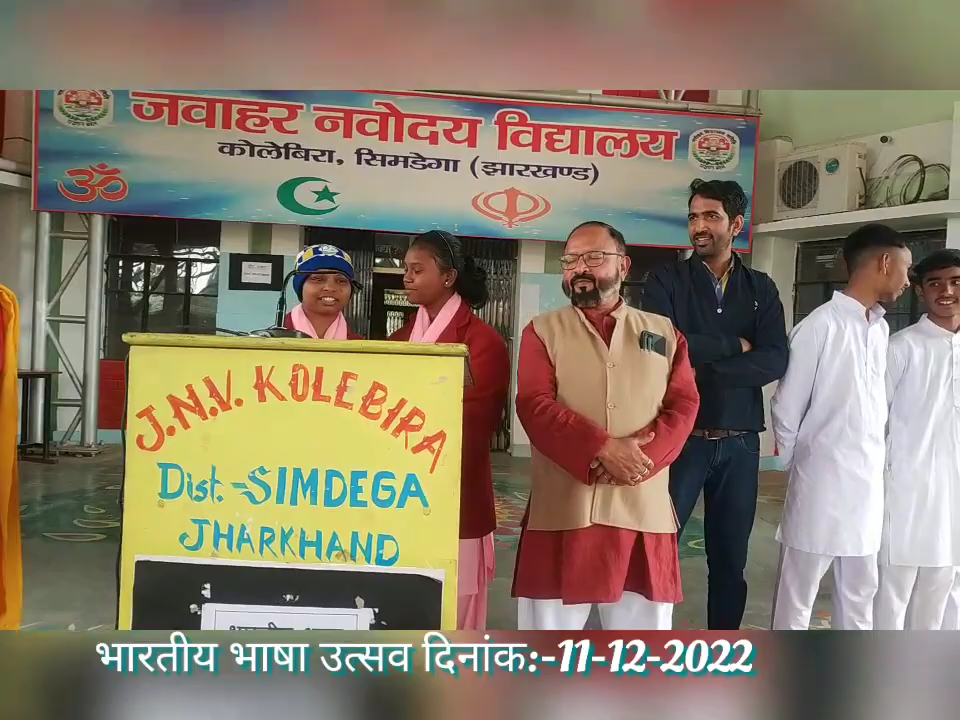 जवाहर नवोदय विद्यालय
कोलेबिरा, सिमडेगा (झारखण्ड)
J.N.V. KOLEBIRA
Dist.-SIMDEGA
JHARKHAND
भारतीय भाषा उत्सव दिनांक:-11-12-2022